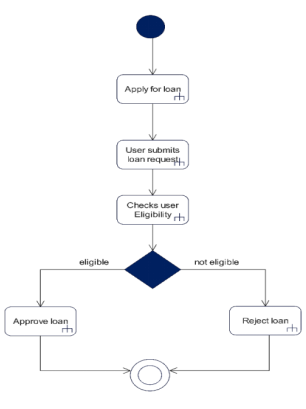 Apply for loan
User submits
loan request
Checks user
Eligibility
eligible
not eligible
Approve loan
Reject loan